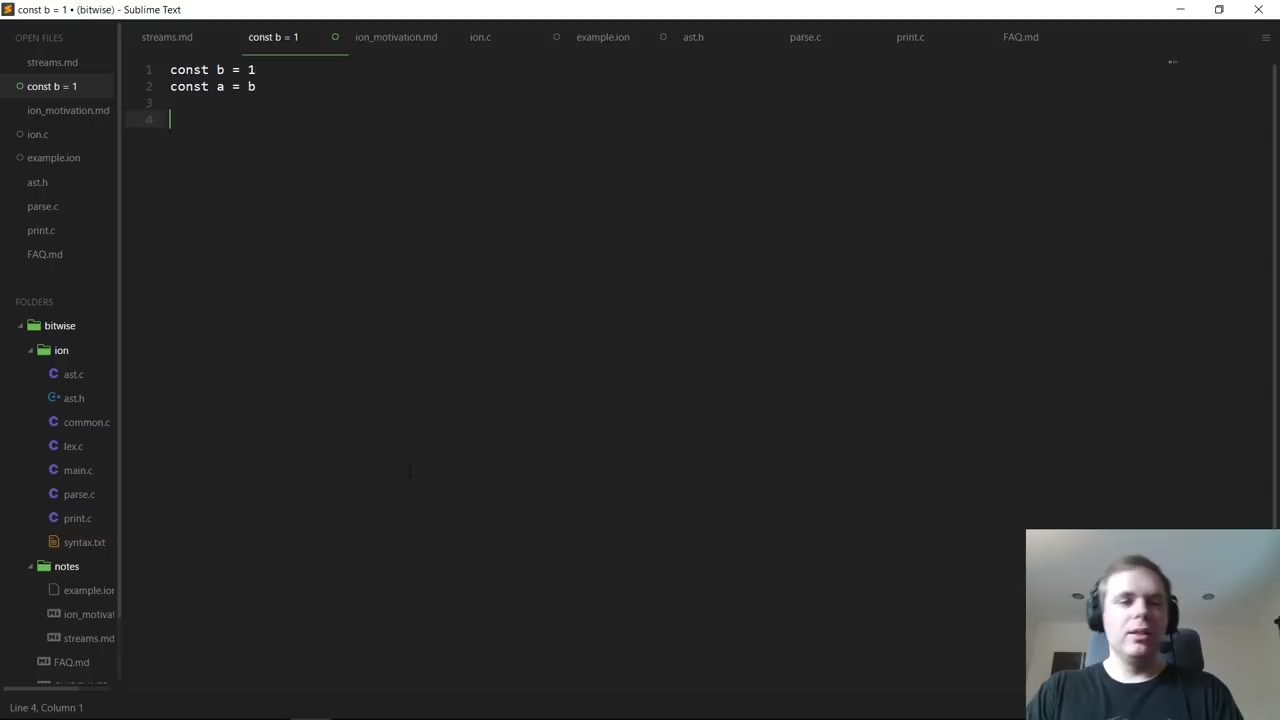 const b = 1 • (bitwise) - Sublime Text
OPEN FILES
streams.md
const b = 1
ion_motivation.md
ion.c
example.ion
ast.h
parse.c
print.c
FAQ.md
FOLDERS
bitwise
ion
ast.c
ast.h
common.c
lex.c
main.c
parse.c
print.c
syntax.txt
notes
example.ion
ion_motivat
streams.md
FAQ.md
streams.md
const b = 1
ion_motivation.md
ion.c
example.ion
ast.h
parse.c
print.c
FAQ.md
1 const b = 1
2 const a = b
3
4
Line 4, Column 1